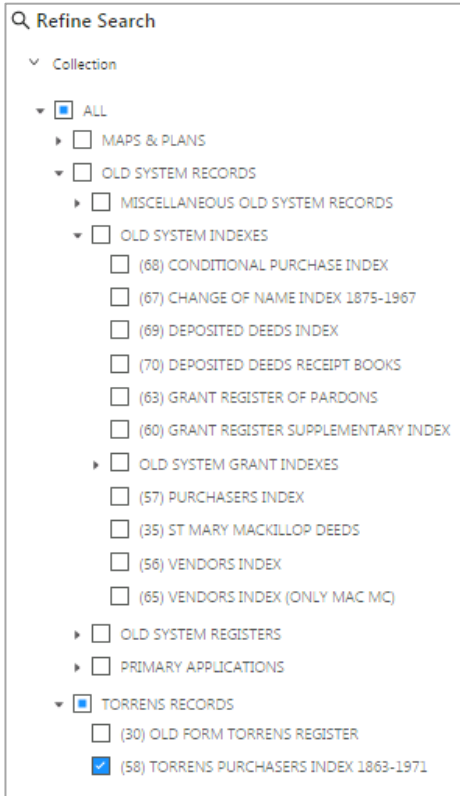 Refine Search
Collection
ALL
MAPS & PLANS
OLD SYSTEM RECORDS
MISCELLANEOUS OLD SYSTEM RECORDS
OLD SYSTEM INDEXES
(68) CONDITIONAL PURCHASE INDEX
(67) CHANGE OF NAME INDEX 1875-1967
(69) DEPOSITED DEEDS INDEX
(70) DEPOSITED DEEDS RECEIPT BOOKS
(63) GRANT REGISTER OF PARDONS
(60) GRANT REGISTER SUPPLEMENTARY INDEX
OLD SYSTEM GRANT INDEXES
(57) PURCHASERS INDEX
(35) ST MARY MACKILLOP DEEDS
(56) VENDORS INDEX
(65) VENDORS INDEX (ONLY MAC MC)
OLD SYSTEM REGISTERS
PRIMARY APPLICATIONS
TORRENS RECORDS
(30) OLD FORM TORRENS REGISTER
(58) TORRENS PURCHASERS INDEX 1863-1971